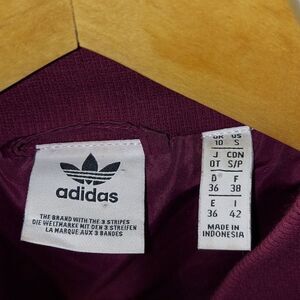 adidas
THE BRAND WITH THE 3 STRIPES
DIE WELTMARKE MIT DEN 3 STREIFEN
LA MARQUE AUX 3 BANDES
UK US
10 S
J CDN
OT S/P
D F
36 38
E I
36 42
MADE IN
INDONESIA